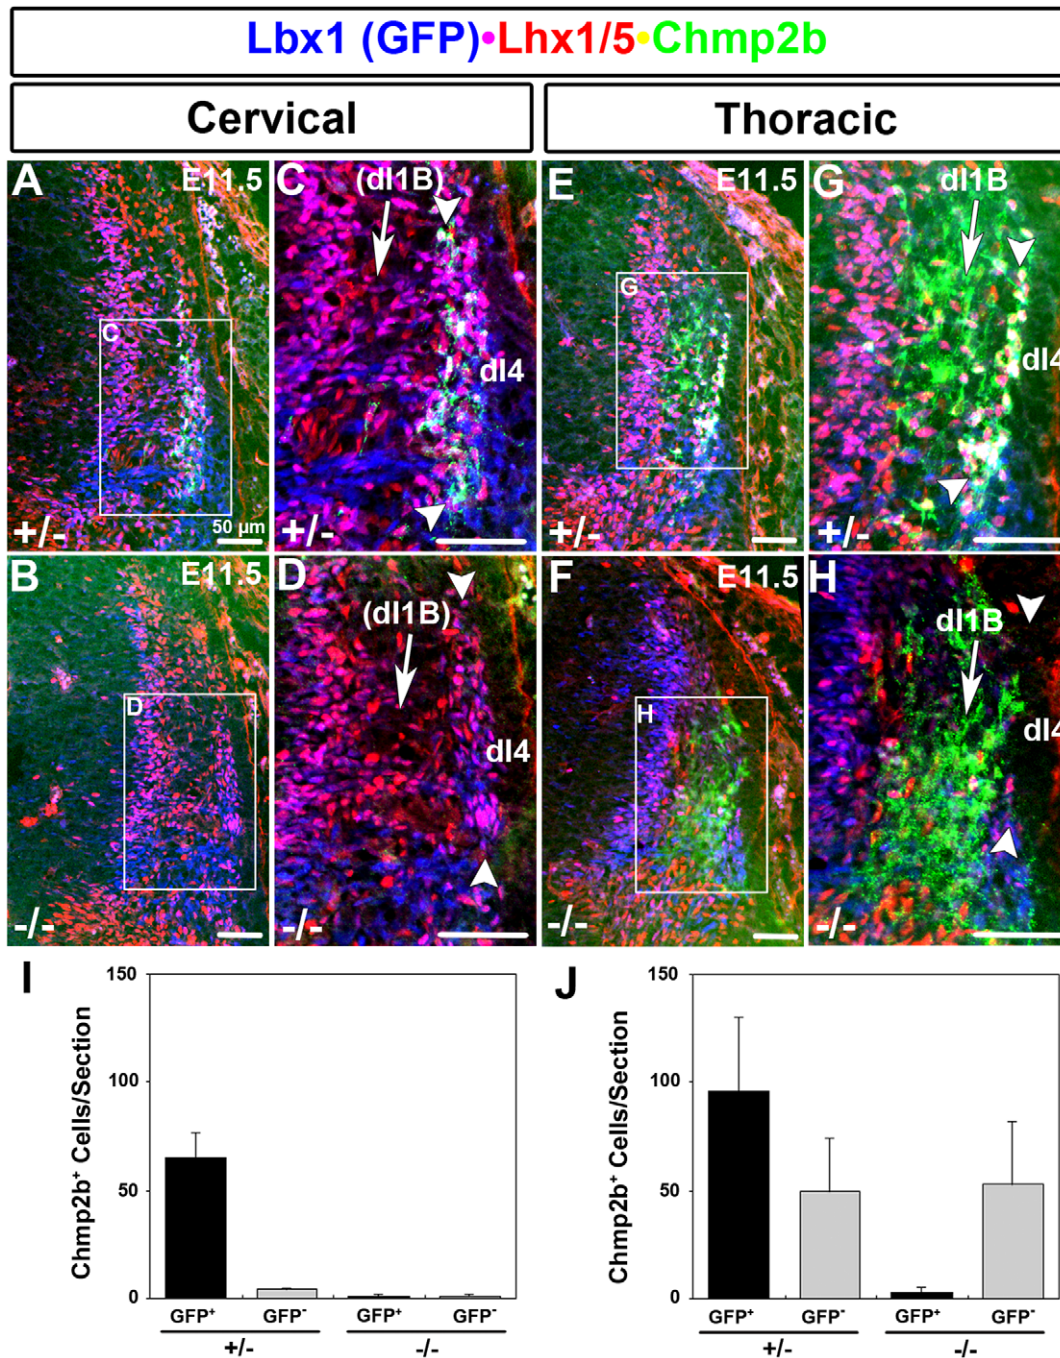 Lbx1 (GFP)•Lhx1/5•Chmp2b
Cervical
Thoracic
A
E11.5
C
+/-
50 µm
C
(dI1B)
dI4
+/-
E
E11.5
G
+/-
G
dI1B
dI4
+/-
B
E11.5
D
-/-
D
(dI1B)
dI4
-/-
F
E11.5
H
-/-
H
dI1B
dI4
-/-
I
Chmp2b⁺ Cells/Section
150
100
50
0
GFP⁺ GFP⁻ GFP⁺ GFP⁻
+/- -/-
J
Chmp2b⁺ Cells/Section
150
100
50
0
GFP⁺ GFP⁻ GFP⁺ GFP⁻
+/- -/-